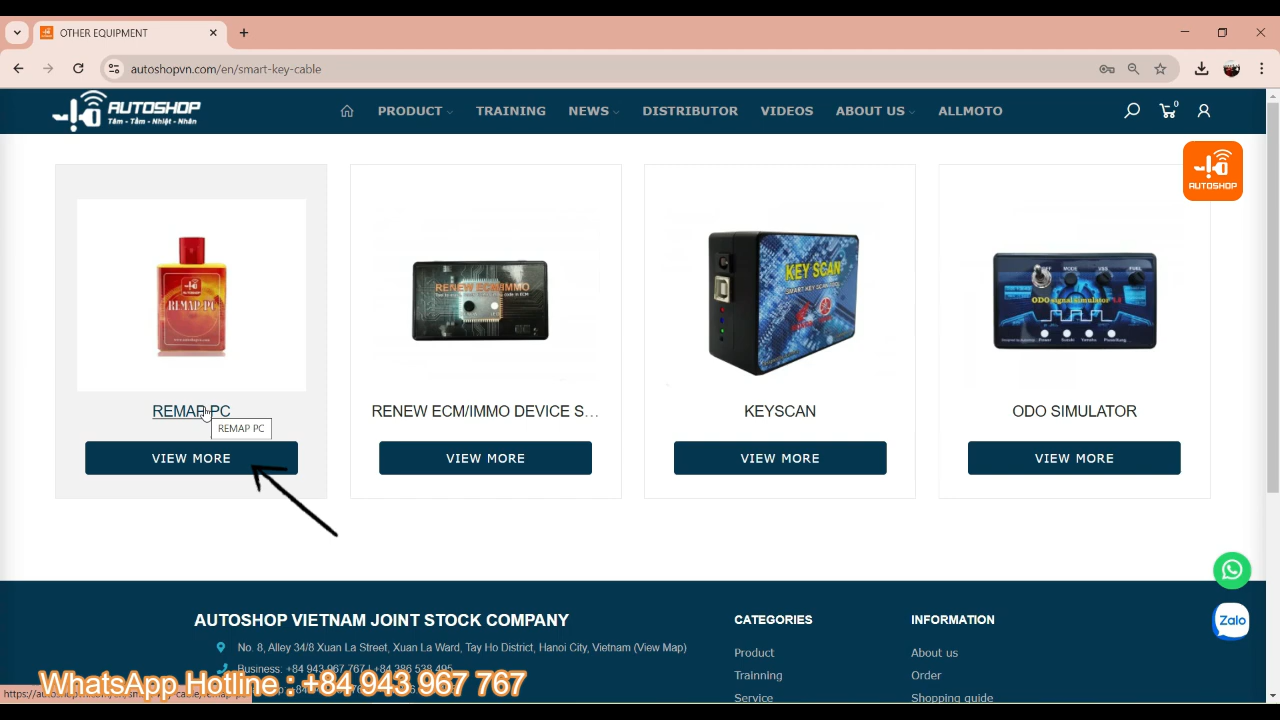 OTHER EQUIPMENT
autoshopvn.com/en/smart-key-cable
AUTOSHOP
Tâm - Tầm - Nhiệt - Nhân
PRODUCT
TRAINING
NEWS
DISTRIBUTOR
VIDEOS
ABOUT US
ALLMOTO
0
AUTOSHOP
REMAP-PC
RENEW ECM/IMMO
KEY SCAN
ODO signal simulator
OFF MODE FUEL
REMAP PC
RENEW ECM/IMMO DEVICE S...
KEYSCAN
ODO SIMULATOR
REMAP PC
VIEW MORE
VIEW MORE
VIEW MORE
VIEW MORE
AUTOSHOP VIETNAM JOINT STOCK COMPANY
CATEGORIES
INFORMATION
No. 8, Alley 34/8 Xuan La Street, Xuan La Ward, Tay Ho District, Hanoi City, Vietnam (View Map)
Product
About us
Business: +84 943 967 767 | +84 386 538 495
Trainning
Order
WhatsApp Hotline : +84 943 967 767
Service
Shopping guide
Zalo